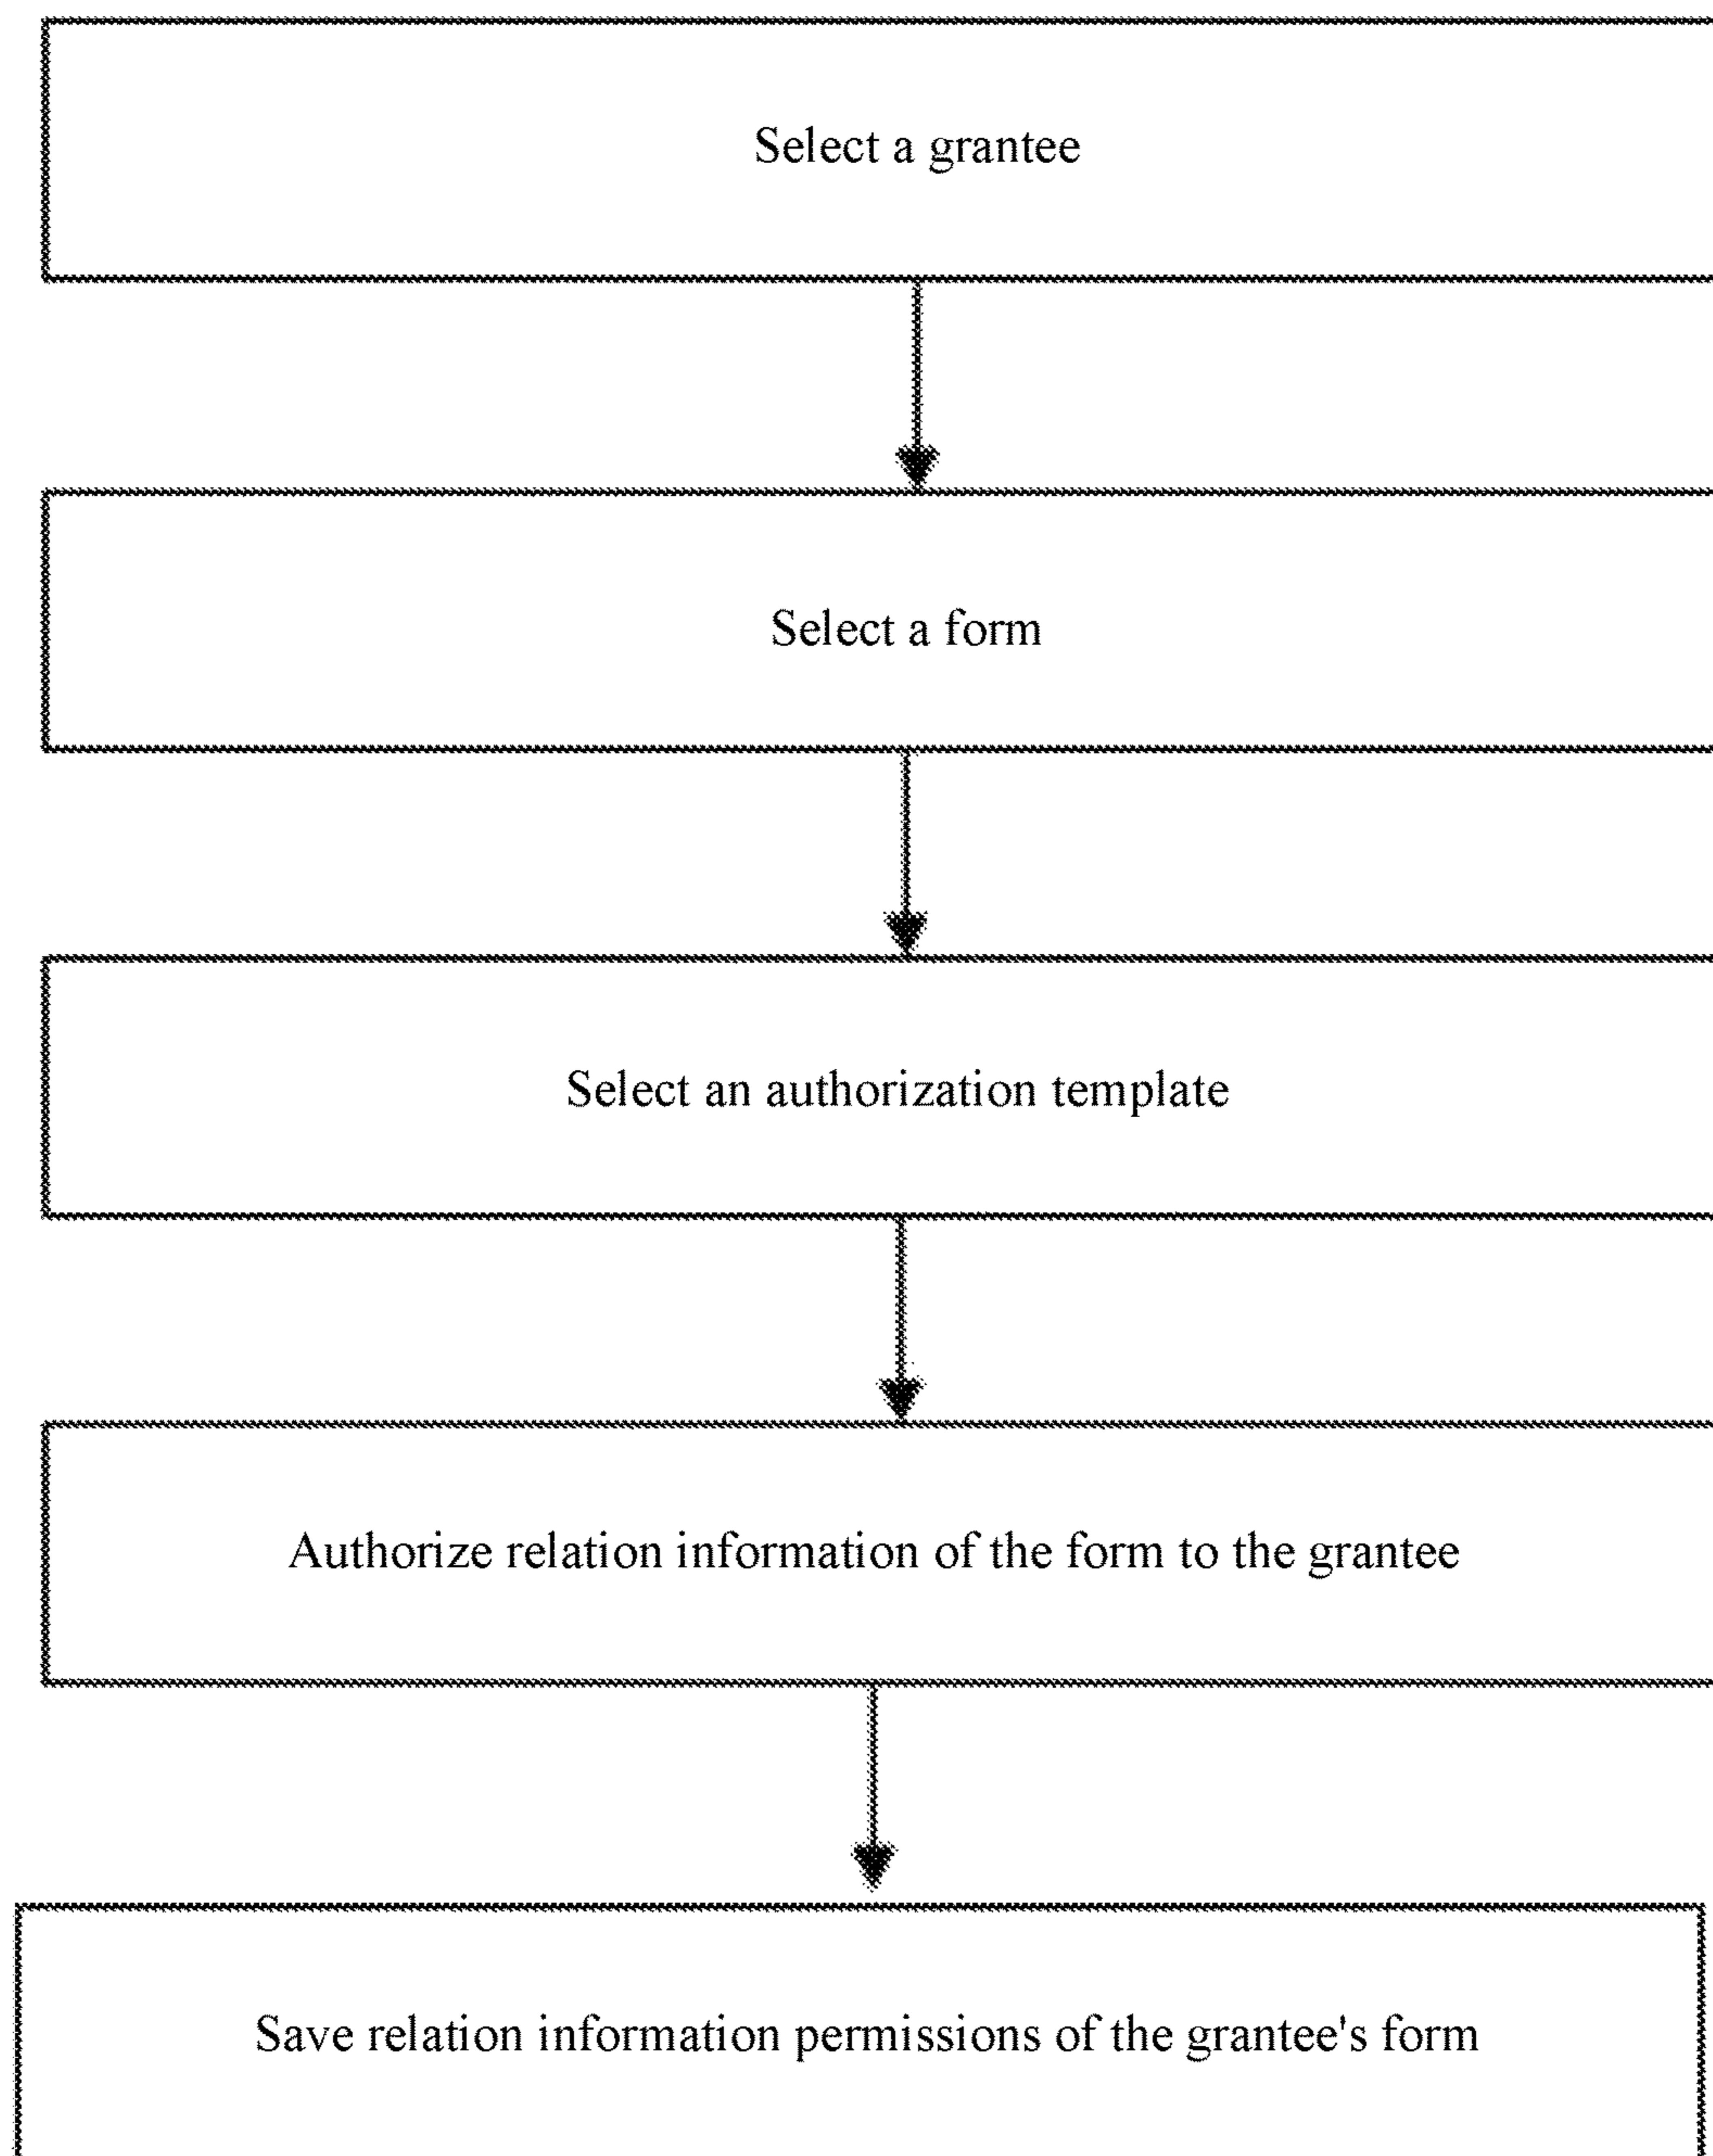 Select a grantee
Select a form
Select an authorization template
Authorize relation information of the form to the grantee
Save relation information permissions of the grantee's form